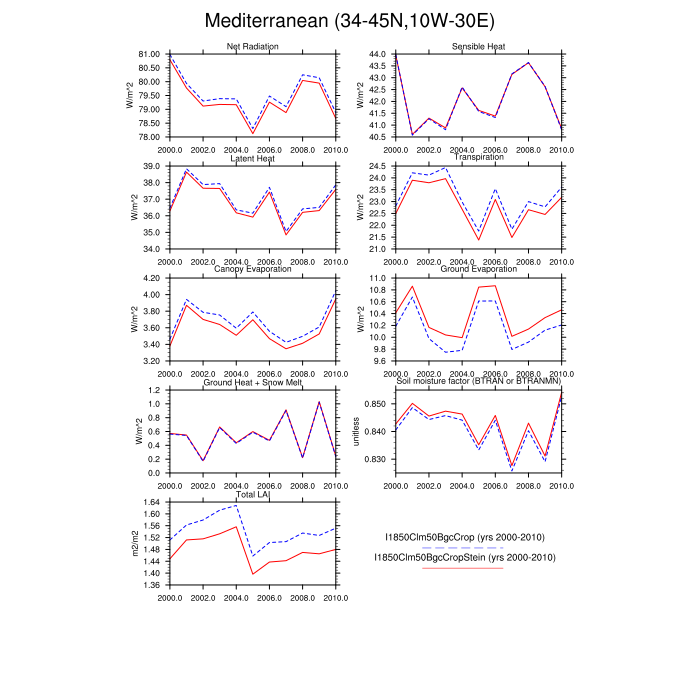 Mediterranean (34-45N,10W-30E)
Net Radiation
W/m^2
81.00
80.50
80.00
79.50
79.00
78.50
78.00
2000.0 2002.0 2004.0 2006.0 2008.0 2010.0
Sensible Heat
W/m^2
44.0
43.5
43.0
42.5
42.0
41.5
41.0
40.5
2000.0 2002.0 2004.0 2006.0 2008.0 2010.0
Latent Heat
W/m^2
39.0
38.0
37.0
36.0
35.0
34.0
2000.0 2002.0 2004.0 2006.0 2008.0 2010.0
Transpiration
W/m^2
24.5
24.0
23.5
23.0
22.5
22.0
21.5
21.0
2000.0 2002.0 2004.0 2006.0 2008.0 2010.0
Canopy Evaporation
W/m^2
4.20
4.00
3.80
3.60
3.40
3.20
2000.0 2002.0 2004.0 2006.0 2008.0 2010.0
Ground Evaporation
W/m^2
11.0
10.8
10.6
10.4
10.2
10.0
9.8
9.6
2000.0 2002.0 2004.0 2006.0 2008.0 2010.0
Ground Heat + Snow Melt
W/m^2
1.2
1.0
0.8
0.6
0.4
0.2
0.0
2000.0 2002.0 2004.0 2006.0 2008.0 2010.0
Soil moisture factor (BTRAN or BTRANMN)
unitless
0.850
0.840
0.830
2000.0 2002.0 2004.0 2006.0 2008.0 2010.0
Total LAI
m2/m2
1.64
1.60
1.56
1.52
1.48
1.44
1.40
1.36
2000.0 2002.0 2004.0 2006.0 2008.0 2010.0
I1850Clm50BgcCrop (yrs 2000-2010)
I1850Clm50BgcCropStein (yrs 2000-2010)